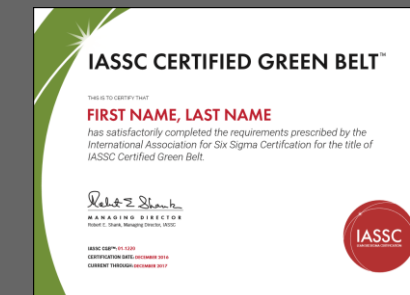 IASSC CERTIFIED GREEN BELT™
THIS IS TO CERTIFY THAT
FIRST NAME, LAST NAME
has satisfactorily completed the requirements prescribed by the
International Association for Six Sigma Certifcation for the title of
IASSC Certified Green Belt.
Robert E. Shank
MANAGING DIRECTOR
Robert E. Shank, Managing Director, IASSC
IASSC
CERTIFICATION DATE: DECEMBER 2016
CURRENT THROUGH: DECEMBER 2017